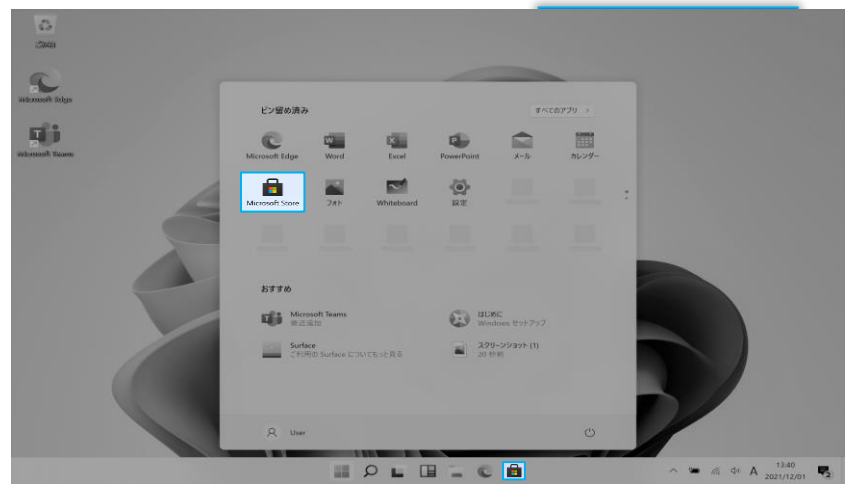 ごみ箱
Microsoft Edge
Microsoft Teams
ピン留め済み
すべてのアプリ >
Microsoft Edge
Word
Excel
PowerPoint
メール
カレンダー
Microsoft Store
フォト
Whiteboard
設定
おすすめ
Microsoft Teams
最近追加
はじめに
Windows セットアップ
Surface
ご利用の Surface についてもっと見る
スクリーンショット (1)
20 秒前
User
A
13:40
2021/12/01
2